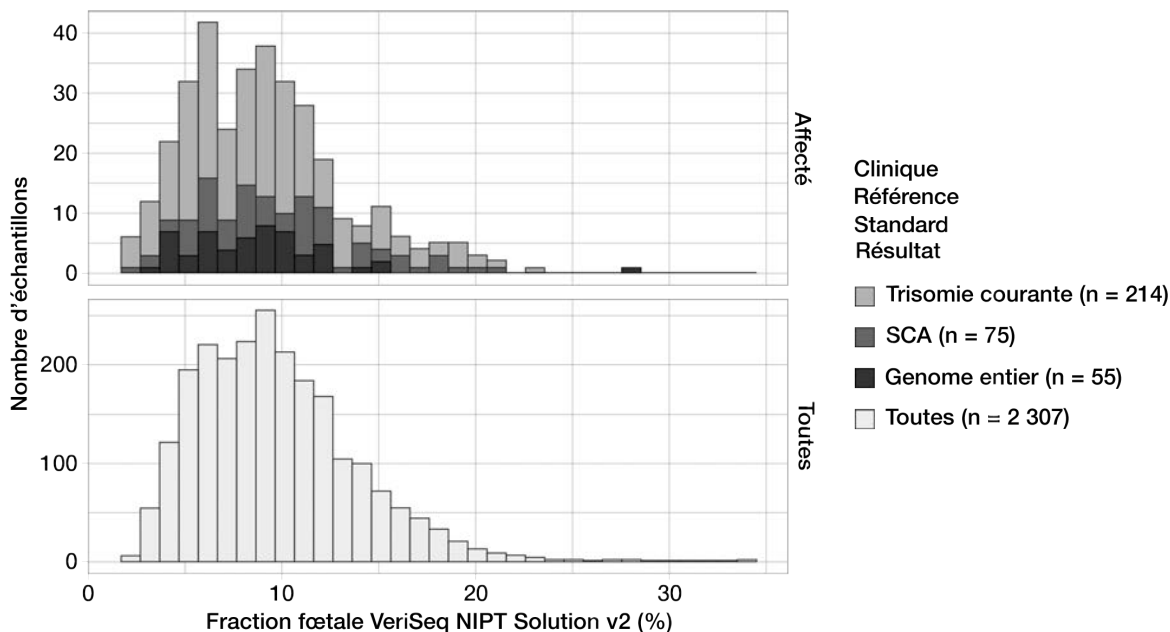 Nombre d'échantillons
40
30
20
10
0
Affecté
200
100
0
Toutes
0
10
20
30
Fraction fœtale VeriSeq NIPT Solution v2 (%)
Clinique
Référence
Standard
Résultat
Trisomie courante (n = 214)
SCA (n = 75)
Genome entier (n = 55)
Toutes (n = 2 307)